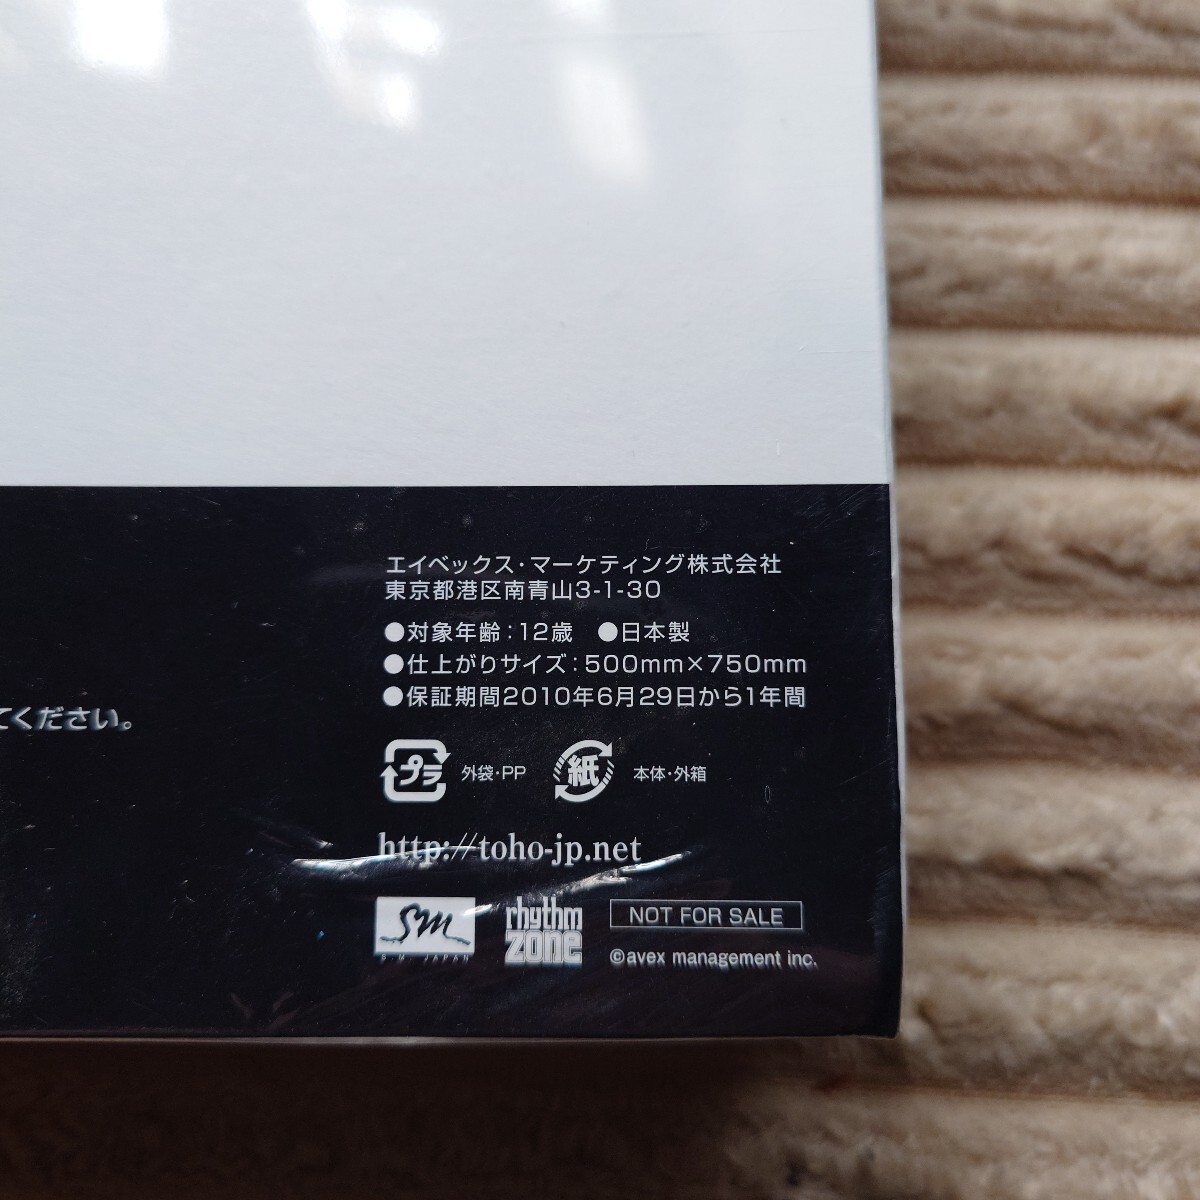 エイベックス・マーケティング株式会社
東京都港区南青山3-1-30
●対象年齢：12歳　●日本製
●仕上がりサイズ：500mm×750mm
●保証期間2010年6月29日から1年間
てください。
プラ 外袋・PP 紙 本体・外箱
http://toho-jp.net
SM
S・M・JAPAN
rhythm zone
NOT FOR SALE
©avex management inc.